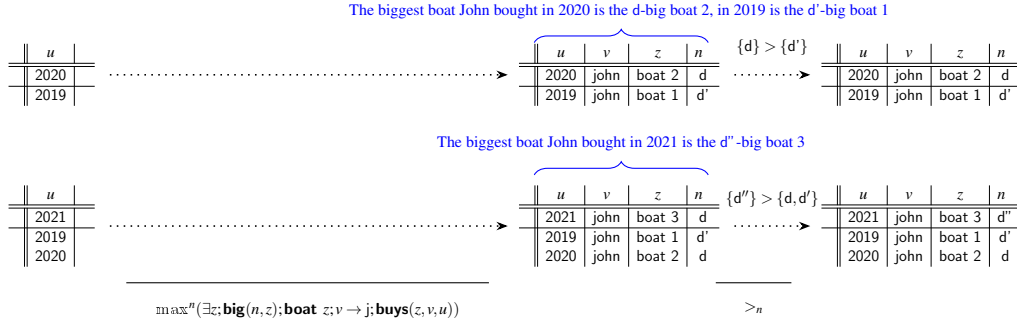 The biggest boat John bought in 2020 is the d-big boat 2, in 2019 is the d'-big boat 1
u u v z n {d} > {d'} u v z n
2020 2020 john boat 2 d 2020 john boat 2 d
2019 2019 john boat 1 d' 2019 john boat 1 d'
The biggest boat John bought in 2021 is the d"-big boat 3
u u v z n {d′′} > {d, d′} u v z n
2021 2021 john boat 3 d 2021 john boat 3 d"
2019 2019 john boat 1 d' 2019 john boat 1 d'
2020 2020 john boat 2 d 2020 john boat 2 d
maxⁿ(∃z; big(n, z); boat z; v → j; buys(z, v, u)) >ₙ